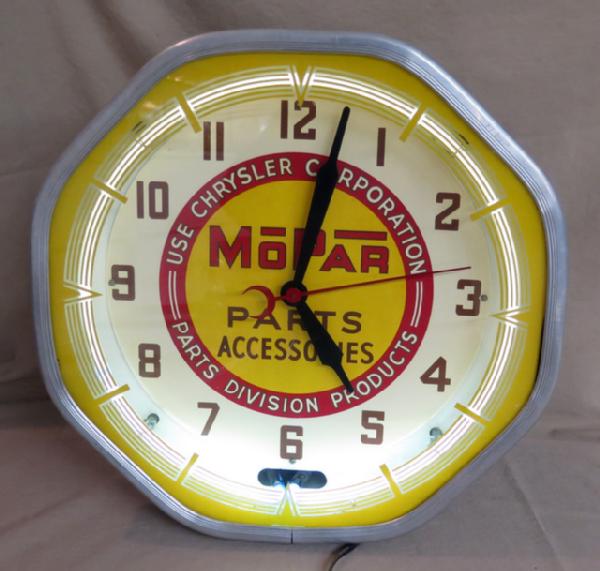 12
1
2
3
4
5
6
7
8
9
10
11
USE CHRYSLER CORPORATION
MOPAR
PARTS
ACCESSORIES
PARTS DIVISION PRODUCTS